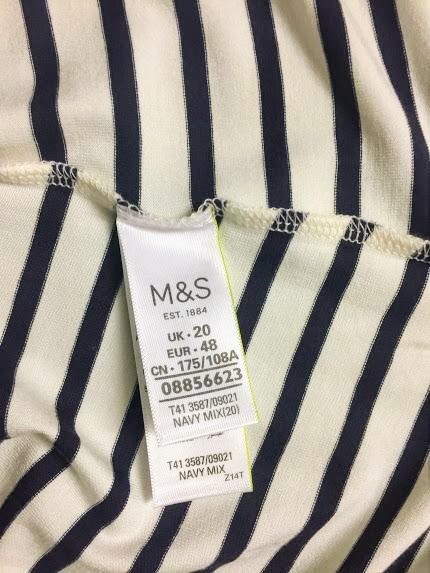 M&S
EST. 1884
UK • 20
EUR • 48
CN • 175/108A
08856623
T41 3587/09021
NAVY MIX(20)
T41 3587/09021
NAVY MIX
Z14T